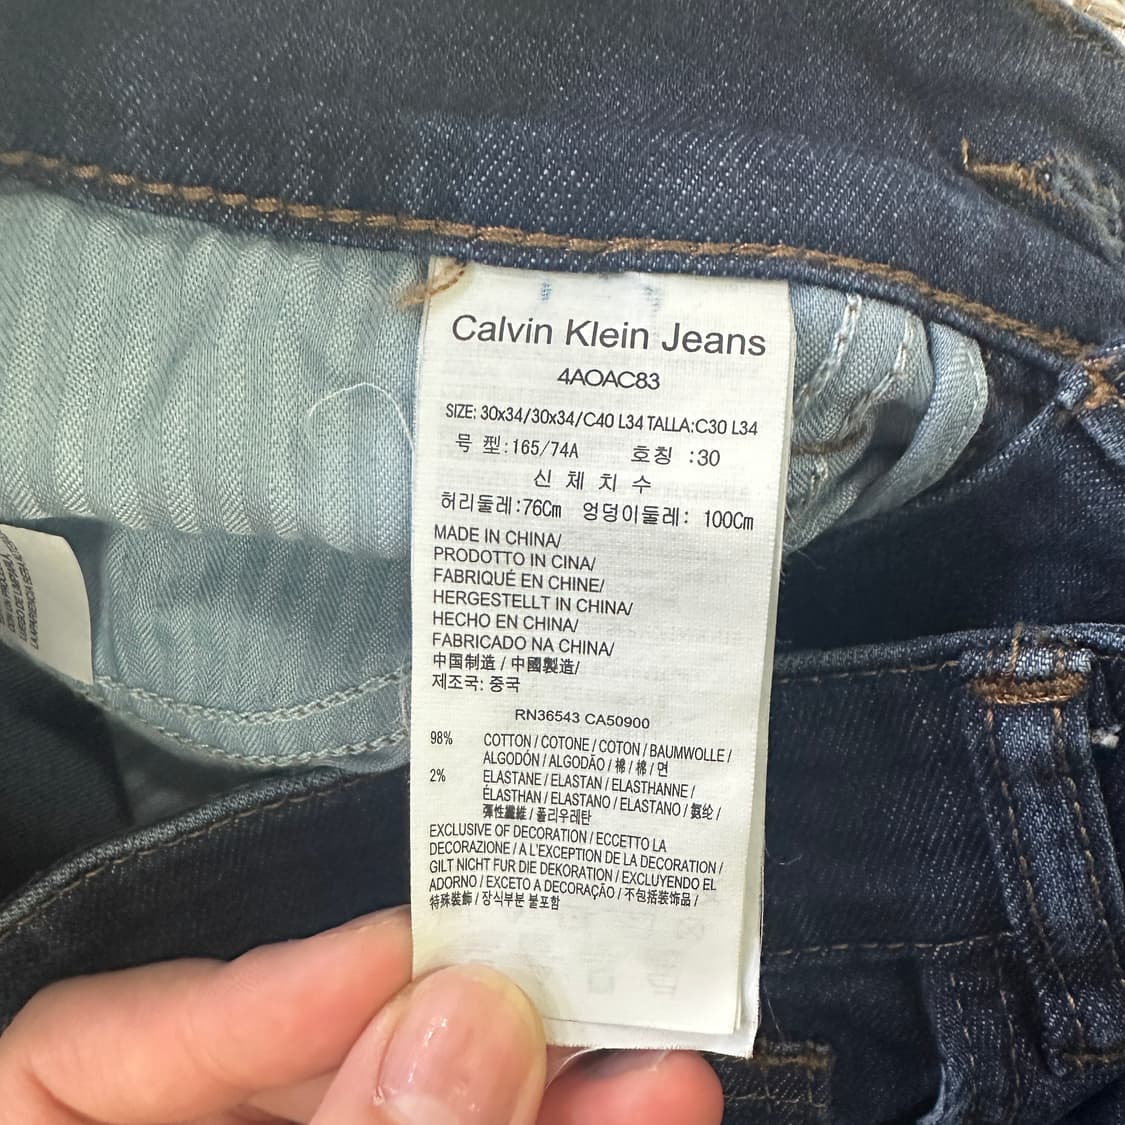 Calvin Klein Jeans
4AOAC83
SIZE: 30x34/30x34/C40 L34 TALLA:C30 L34
号 型:165/74A 호칭 :30
신 체 치 수
허리둘레:76Cm 엉덩이둘레: 100Cm
MADE IN CHINA/
PRODOTTO IN CINA/
FABRIQUÉ EN CHINE/
HERGESTELLT IN CHINA/
HECHO EN CHINA/
FABRICADO NA CHINA/
中国制造 / 中國製造/
제조국: 중국
RN36543 CA50900
98% COTTON / COTONE / COTON / BAUMWOLLE /
ALGODÓN / ALGODÃO / 棉 / 棉 / 면
2% ELASTANE / ELASTAN / ELASTHANNE /
ÉLASTHAN / ELASTANO / ELASTANO / 氨纶 /
彈性纖維 / 폴리우레탄
EXCLUSIVE OF DECORATION / ECCETTO LA
DECORAZIONE / A L'EXCEPTION DE LA DECORATION /
GILT NICHT FUR DIE DEKORATION / EXCLUYENDO EL
ADORNO / EXCETO A DECORAÇÃO / 不包括装饰品 /
特殊裝飾 / 장식부분 불포함